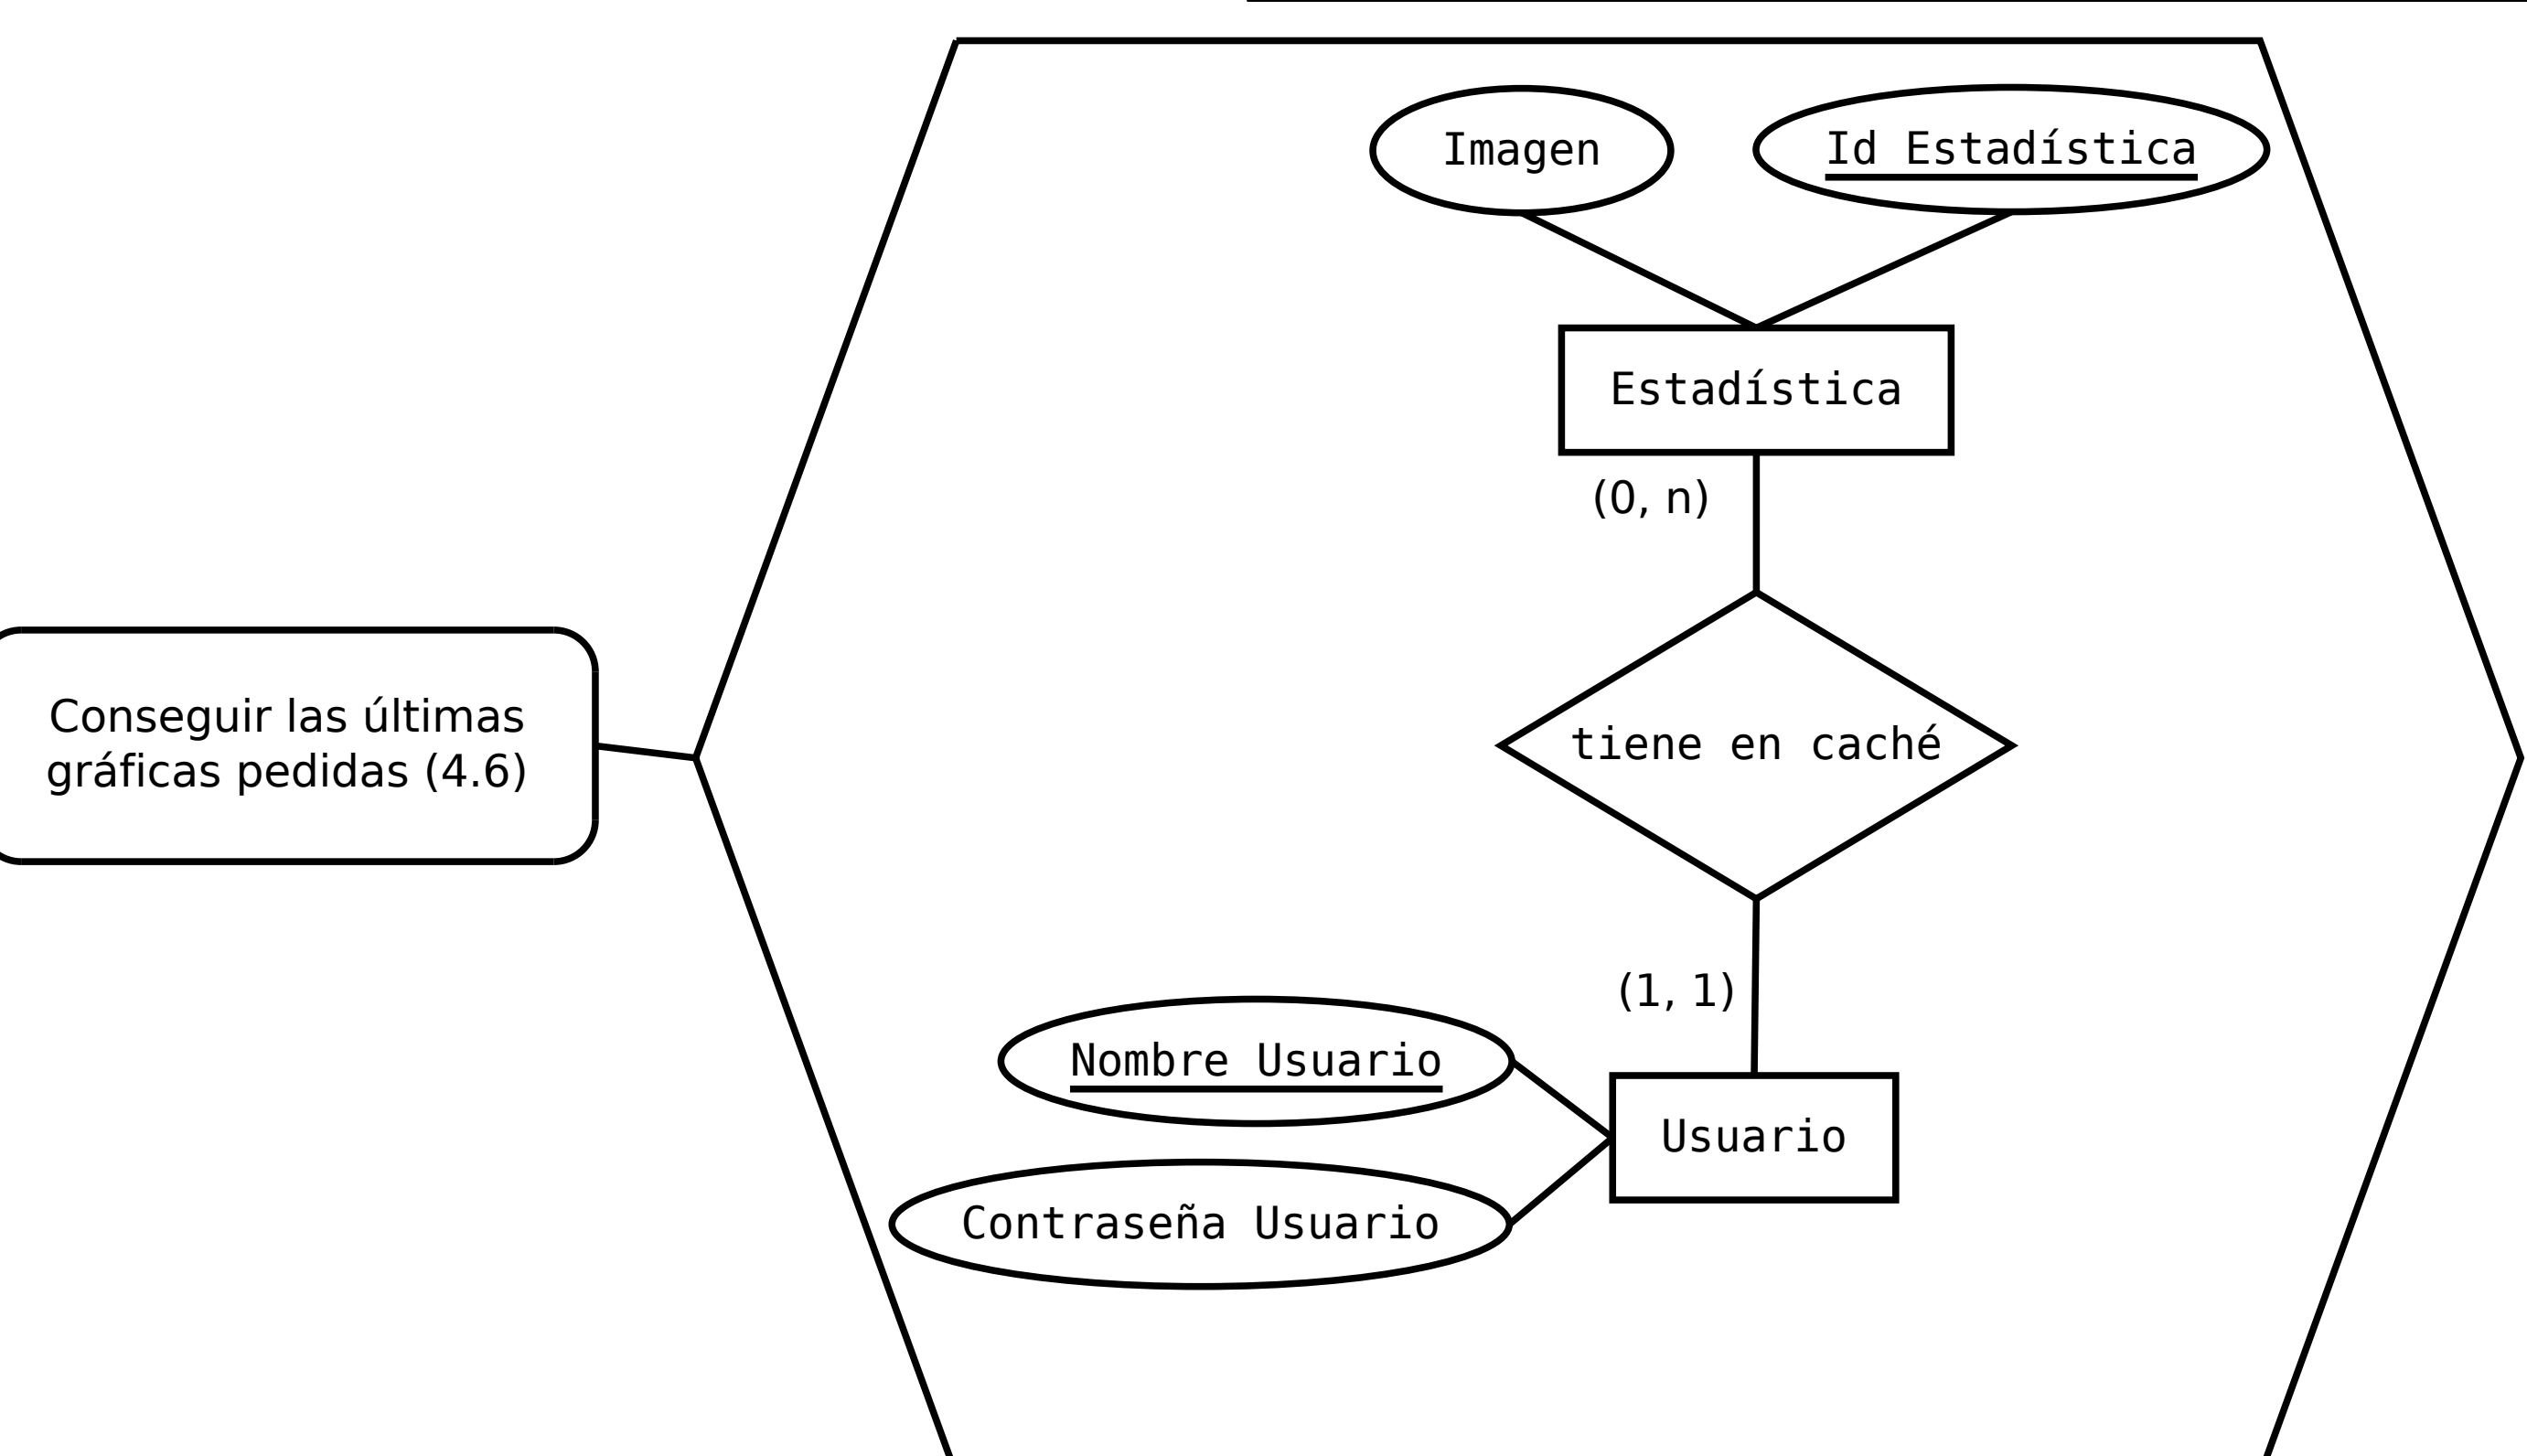 Imagen
Id Estadística
Estadística
(0, n)
Conseguir las últimas
gráficas pedidas (4.6)
tiene en caché
(1, 1)
Nombre Usuario
Usuario
Contraseña Usuario